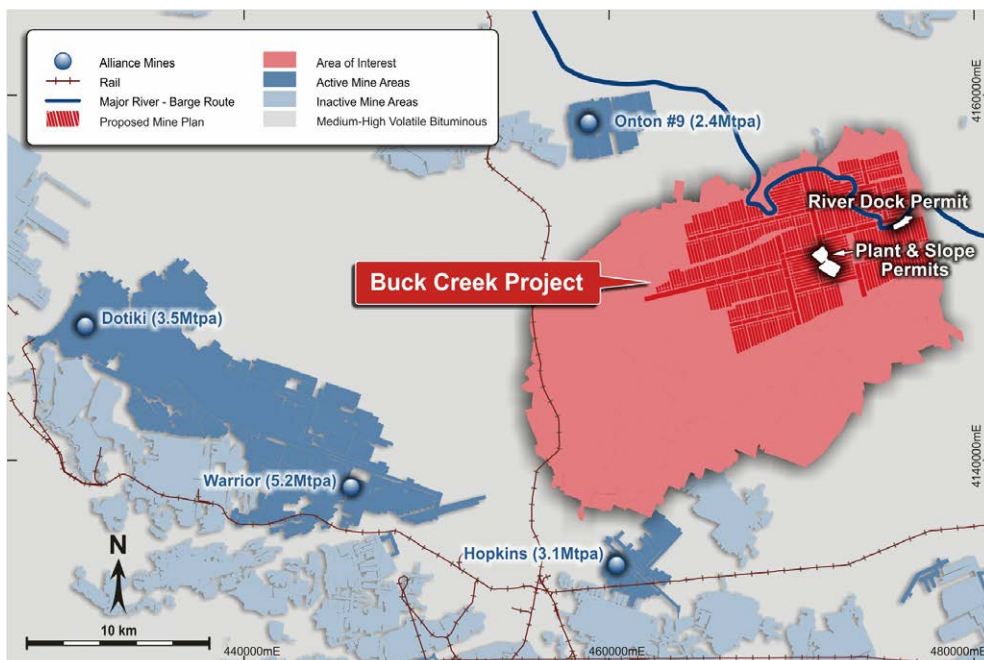 Alliance Mines
Rail
Major River - Barge Route
Proposed Mine Plan
Area of Interest
Active Mine Areas
Inactive Mine Areas
Medium-High Volatile Bituminous
4160000mE
Onton #9 (2.4Mtpa)
River Dock Permit
Plant & Slope
Permits
Buck Creek Project
Dotiki (3.5Mtpa)
4140000mE
Warrior (5.2Mtpa)
Hopkins (3.1Mtpa)
N
10 km
440000mE
460000mE
480000mE